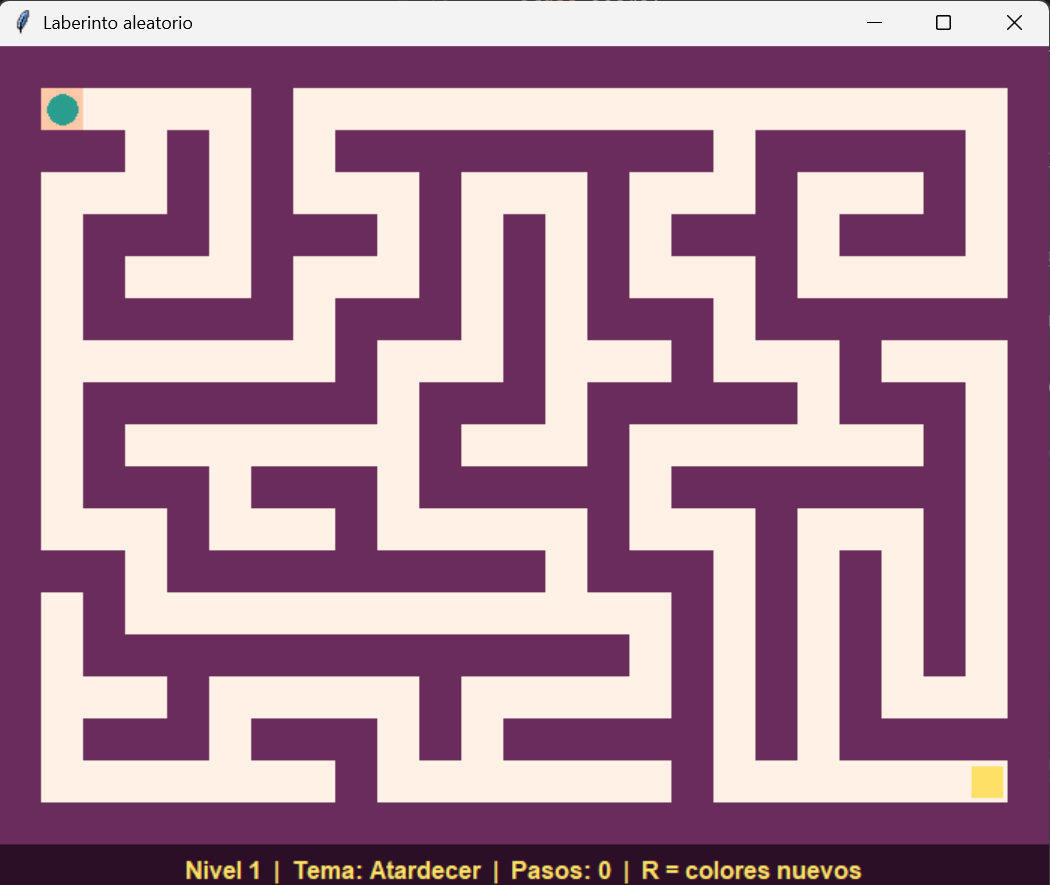 Laberinto aleatorio
Nivel 1 | Tema: Atardecer | Pasos: 0 | R = colores nuevos